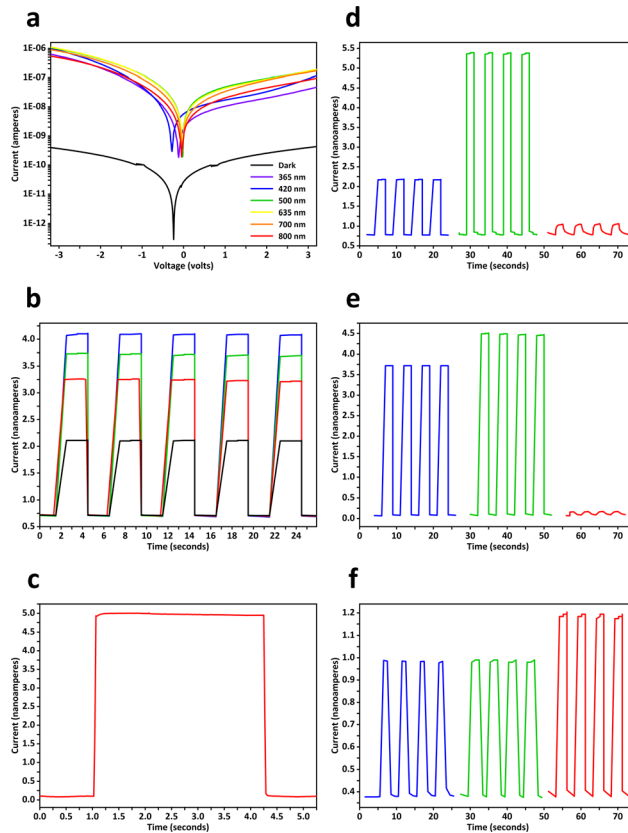 a
1E-06
1E-07
1E-08
1E-09
1E-10
1E-11
1E-12
Current (amperes)
-3 -2 -1 0 1 2 3
Voltage (volts)
Dark
365 nm
420 nm
500 nm
635 nm
700 nm
800 nm
d
5.5
5.0
4.5
4.0
3.5
3.0
2.5
2.0
1.5
1.0
0.5
Current (nanoamperes)
0 10 20 30 40 50 60 70
Time (seconds)
b
4.0
3.5
3.0
2.5
2.0
1.5
1.0
0.5
Current (nanoamperes)
0 2 4 6 8 10 12 14 16 18 20 22 24
Time (seconds)
e
4.5
4.0
3.5
3.0
2.5
2.0
1.5
1.0
0.5
0.0
Current (nanoamperes)
0 10 20 30 40 50 60 70
Time (seconds)
c
5.0
4.5
4.0
3.5
3.0
2.5
2.0
1.5
1.0
0.5
0.0
Current (nanoamperes)
0.0 0.5 1.0 1.5 2.0 2.5 3.0 3.5 4.0 4.5 5.0
Time (seconds)
f
1.2
1.1
1.0
0.9
0.8
0.7
0.6
0.5
0.4
Current (nanoamperes)
0 10 20 30 40 50 60 70
Time (seconds)